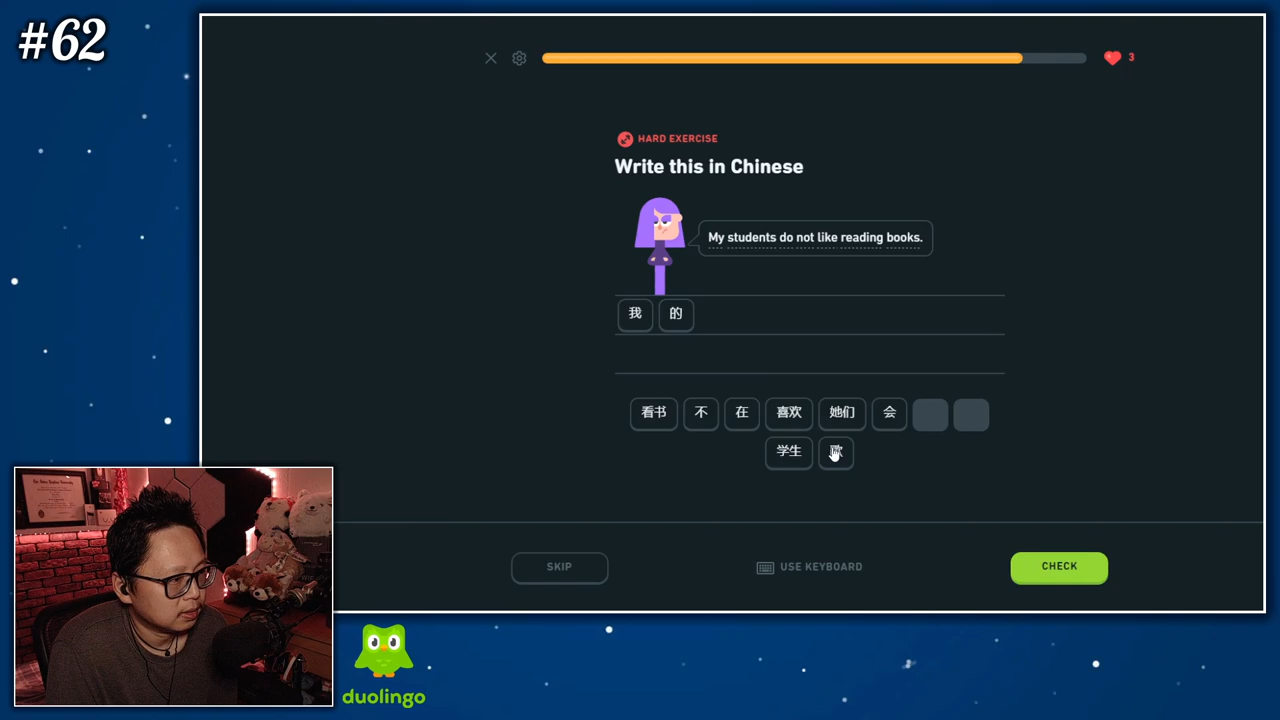 #62
3
HARD EXERCISE
Write this in Chinese
My students do not like reading books.
我 的
看书 不 在 喜欢 她们 会
学生 歌
SKIP
USE KEYBOARD
CHECK
duolingo